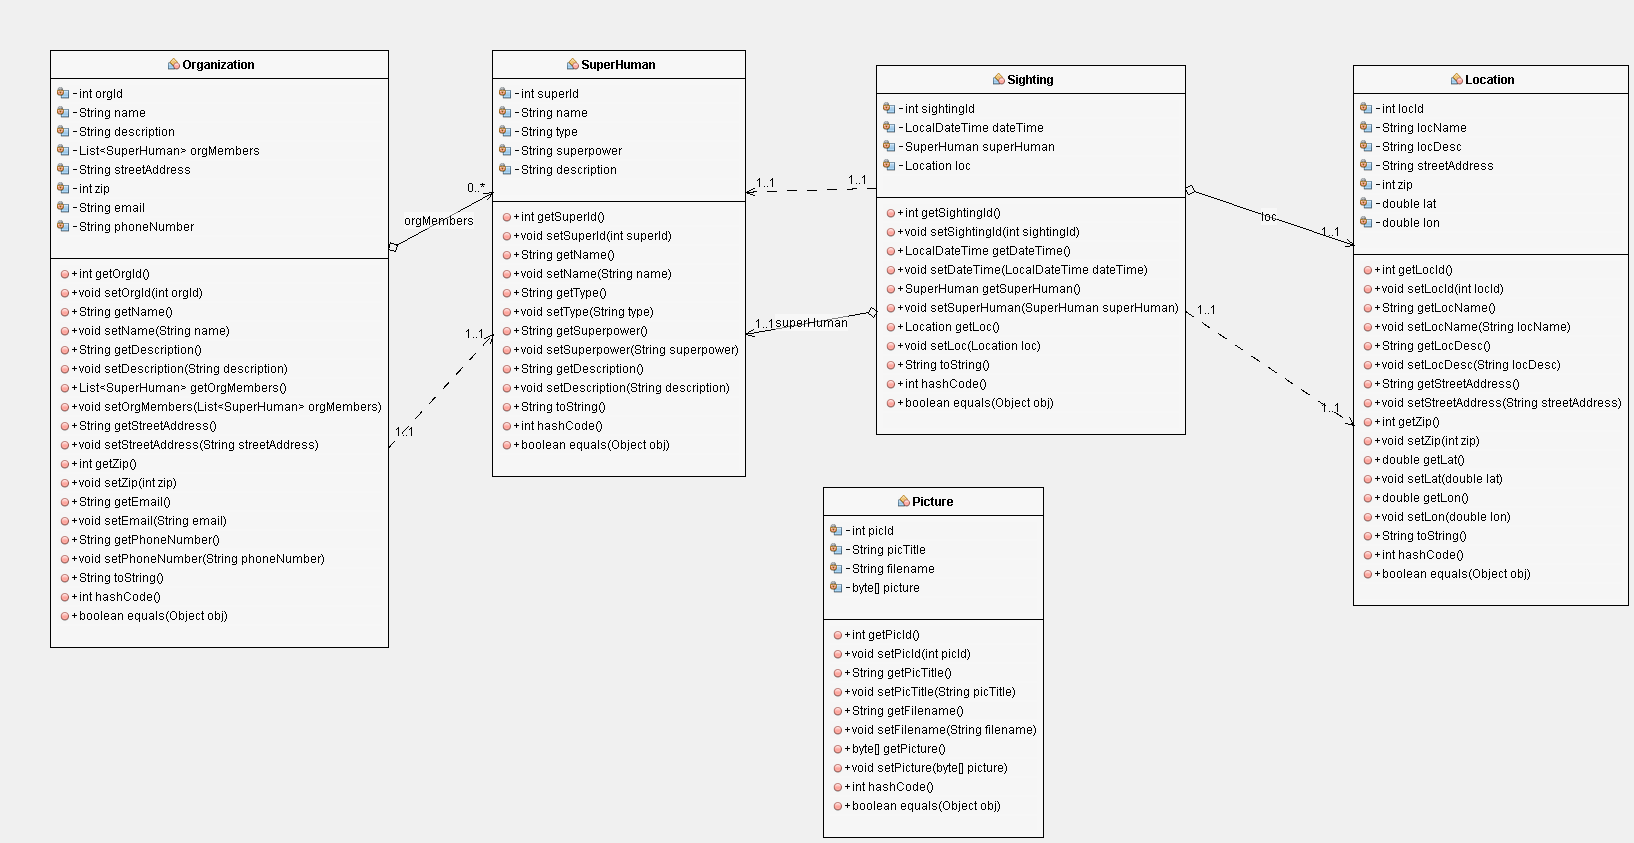 Organization
- int orgId
- String name
- String description
- List<SuperHuman> orgMembers
- String streetAddress
- int zip
- String email
- String phoneNumber
+ int getOrgId()
+ void setOrgId(int orgId)
+ String getName()
+ void setName(String name)
+ String getDescription()
+ void setDescription(String description)
+ List<SuperHuman> getOrgMembers()
+ void setOrgMembers(List<SuperHuman> orgMembers)
+ String getStreetAddress()
+ void setStreetAddress(String streetAddress)
+ int getZip()
+ void setZip(int zip)
+ String getEmail()
+ void setEmail(String email)
+ String getPhoneNumber()
+ void setPhoneNumber(String phoneNumber)
+ String toString()
+ int hashCode()
+ boolean equals(Object obj)
0..*
orgMembers
1..1
1..1
SuperHuman
- int superId
- String name
- String type
- String superpower
- String description
+ int getSuperId()
+ void setSuperId(int superId)
+ String getName()
+ void setName(String name)
+ String getType()
+ void setType(String type)
+ String getSuperpower()
+ void setSuperpower(String superpower)
+ String getDescription()
+ void setDescription(String description)
+ String toString()
+ int hashCode()
+ boolean equals(Object obj)
1..1
1..1
1..1 superHuman
Sighting
- int sightingId
- LocalDateTime dateTime
- SuperHuman superHuman
- Location loc
+ int getSightingId()
+ void setSightingId(int sightingId)
+ LocalDateTime getDateTime()
+ void setDateTime(LocalDateTime dateTime)
+ SuperHuman getSuperHuman()
+ void setSuperHuman(SuperHuman superHuman)
+ Location getLoc()
+ void setLoc(Location loc)
+ String toString()
+ int hashCode()
+ boolean equals(Object obj)
loc
1..1
1..1
1..1
Location
- int locId
- String locName
- String locDesc
- String streetAddress
- int zip
- double lat
- double lon
+ int getLocId()
+ void setLocId(int locId)
+ String getLocName()
+ void setLocName(String locName)
+ String getLocDesc()
+ void setLocDesc(String locDesc)
+ String getStreetAddress()
+ void setStreetAddress(String streetAddress)
+ int getZip()
+ void setZip(int zip)
+ double getLat()
+ void setLat(double lat)
+ double getLon()
+ void setLon(double lon)
+ String toString()
+ int hashCode()
+ boolean equals(Object obj)
Picture
- int picId
- String picTitle
- String filename
- byte[] picture
+ int getPicId()
+ void setPicId(int picId)
+ String getPicTitle()
+ void setPicTitle(String picTitle)
+ String getFilename()
+ void setFilename(String filename)
+ byte[] getPicture()
+ void setPicture(byte[] picture)
+ int hashCode()
+ boolean equals(Object obj)